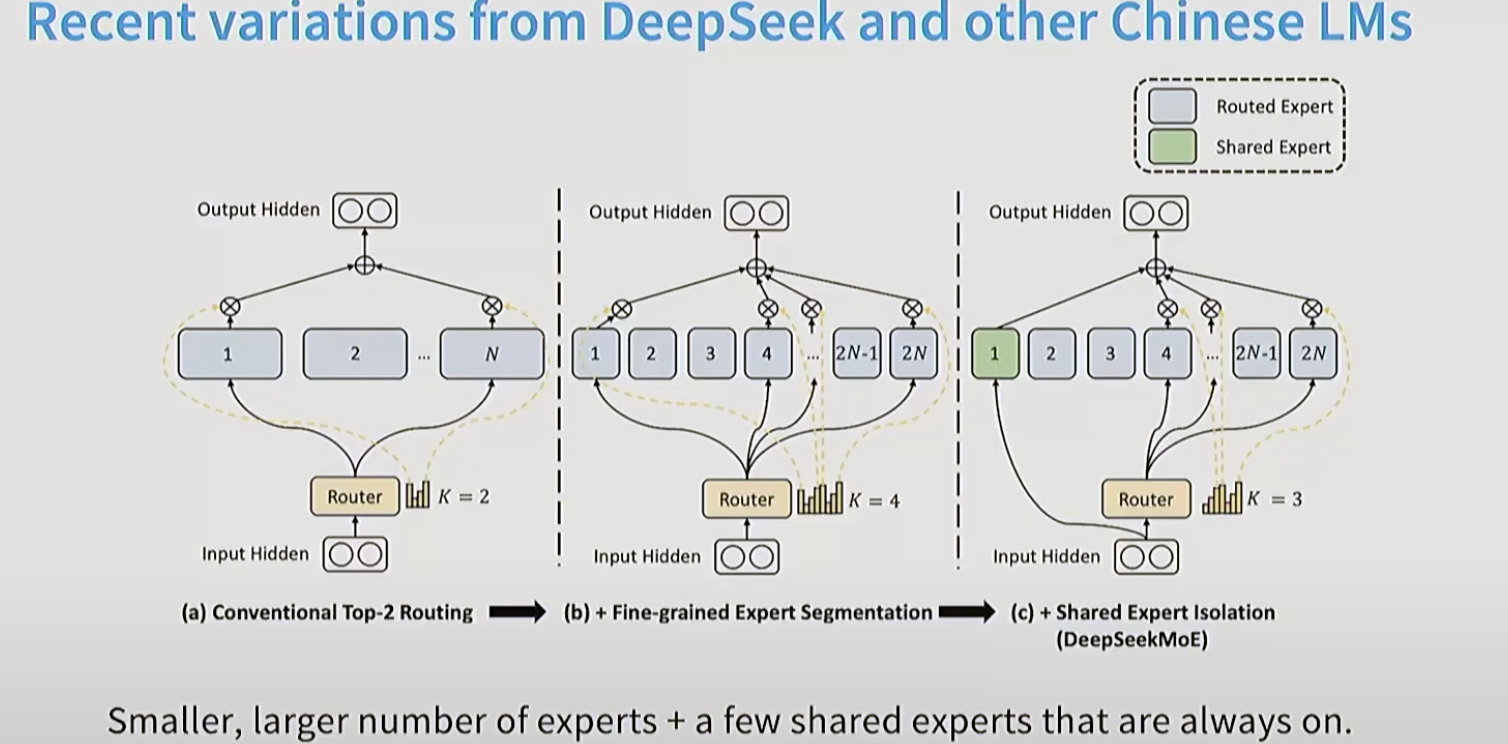 Recent variations from DeepSeek and other Chinese LMs
Routed Expert
Shared Expert
Output Hidden
1
2
...
N
Router
K = 2
Input Hidden
(a) Conventional Top-2 Routing
Output Hidden
1
2
3
4
...
2N-1
2N
Router
K = 4
Input Hidden
(b) + Fine-grained Expert Segmentation
Output Hidden
1
2
3
4
...
2N-1
2N
Router
K = 3
Input Hidden
(c) + Shared Expert Isolation
(DeepSeekMoE)
Smaller, larger number of experts + a few shared experts that are always on.